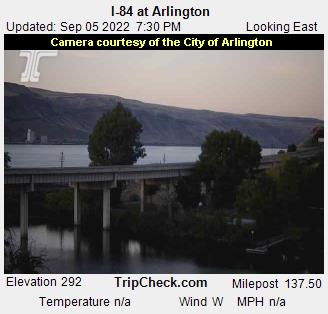 I-84 at Arlington
Updated: Sep 05 2022 7:30 PM Looking East
Camera courtesy of the City of Arlington
Elevation 292 TripCheck.com Milepost 137.50
Temperature n/a Wind W MPH n/a